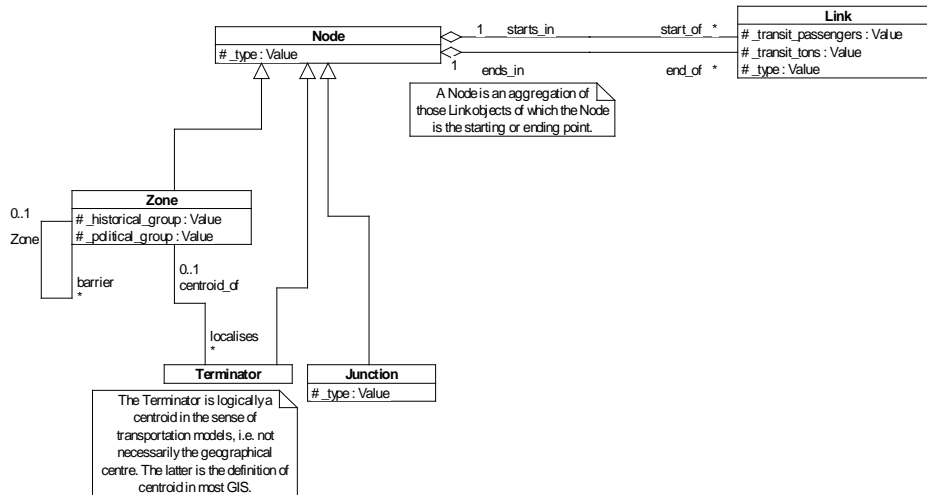 Node
# _type : Value
1 starts_in start_of *
1
ends_in end_of *
Link
# _transit_passengers : Value
# _transit_tons : Value
# _type : Value
A Node is an aggregation of
those Link objects of which the Node
is the starting or ending point.
Zone
# _historical_group : Value
# _political_group : Value
0..1
Zone
barrier
*
0..1
centroid_of
localises
*
Terminator
Junction
# _type : Value
The Terminator is logically a
centroid in the sense of
transportation models, i.e. not
necessarily the geographical
centre. The latter is the definition of
centroid in most GIS.